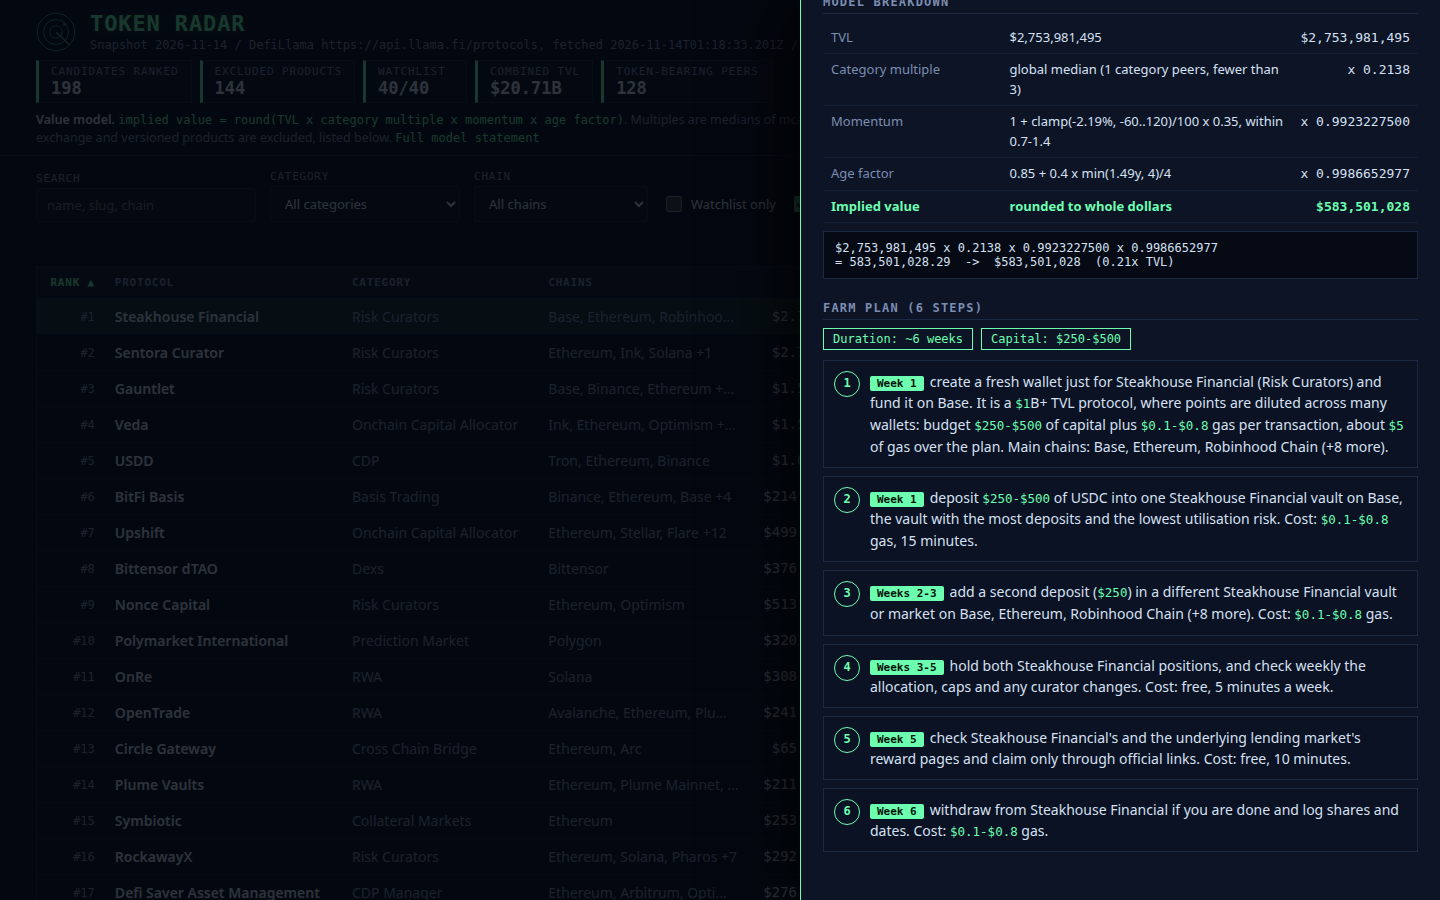 TOKEN RADAR
Snapshot 2026-11-14 / DefiLlama https://api.llama.fi/protocols, fetched 2026-11-14T01:18:33.201Z /
CANDIDATES RANKED
198
EXCLUDED PRODUCTS
144
WATCHLIST
40/40
COMBINED TVL
$20.71B
TOKEN-BEARING PEERS
128
Value model. implied value = round(TVL x category multiple x momentum x age factor). Multiples are medians of
exchange and versioned products are excluded, listed below. Full model statement
SEARCH
name, slug, chain
CATEGORY
All categories
CHAIN
All chains
Watchlist only
RANK ▲ PROTOCOL CATEGORY CHAINS
#1 Steakhouse Financial Risk Curators Base, Ethereum, Robinhoo... $2.
#2 Sentora Curator Risk Curators Ethereum, Ink, Solana +1 $2.
#3 Gauntlet Risk Curators Base, Binance, Ethereum +... $1.
#4 Veda Onchain Capital Allocator Ink, Ethereum, Optimism +... $1.
#5 USDD CDP Tron, Ethereum, Binance $1.
#6 BitFi Basis Basis Trading Binance, Ethereum, Base +4 $214
#7 Upshift Onchain Capital Allocator Ethereum, Stellar, Flare +12 $499
#8 Bittensor dTAO Dexs Bittensor $376
#9 Nonce Capital Risk Curators Ethereum, Optimism $513
#10 Polymarket International Prediction Market Polygon $320
#11 OnRe RWA Solana $308
#12 OpenTrade RWA Avalanche, Ethereum, Plu... $241
#13 Circle Gateway Cross Chain Bridge Ethereum, Arc $65
#14 Plume Vaults RWA Ethereum, Plume Mainnet, ... $211
#15 Symbiotic Collateral Markets Ethereum $253
#16 RockawayX Risk Curators Ethereum, Solana, Pharos +7 $292
#17 Defi Saver Asset Management CDP Manager Ethereum, Arbitrum, Opti... $276
MODEL BREAKDOWN
TVL $2,753,981,495 $2,753,981,495
Category multiple global median (1 category peers, fewer than x 0.2138
3)
Momentum 1 + clamp(-2.19%, -60..120)/100 x 0.35, within x 0.9923227500
0.7-1.4
Age factor 0.85 + 0.4 x min(1.49y, 4)/4 x 0.9986652977
Implied value rounded to whole dollars $583,501,028
$2,753,981,495 x 0.2138 x 0.9923227500 x 0.9986652977
= 583,501,028.29 -> $583,501,028 (0.21x TVL)
FARM PLAN (6 STEPS)
Duration: ~6 weeks
Capital: $250-$500
1 Week 1 create a fresh wallet just for Steakhouse Financial (Risk Curators) and
fund it on Base. It is a $1B+ TVL protocol, where points are diluted across many
wallets: budget $250-$500 of capital plus $0.1-$0.8 gas per transaction, about $5
of gas over the plan. Main chains: Base, Ethereum, Robinhood Chain (+8 more).
2 Week 1 deposit $250-$500 of USDC into one Steakhouse Financial vault on Base,
the vault with the most deposits and the lowest utilisation risk. Cost: $0.1-$0.8
gas, 15 minutes.
3 Weeks 2-3 add a second deposit ($250) in a different Steakhouse Financial vault
or market on Base, Ethereum, Robinhood Chain (+8 more). Cost: $0.1-$0.8 gas.
4 Weeks 3-5 hold both Steakhouse Financial positions, and check weekly the
allocation, caps and any curator changes. Cost: free, 5 minutes a week.
5 Week 5 check Steakhouse Financial's and the underlying lending market's
reward pages and claim only through official links. Cost: free, 10 minutes.
6 Week 6 withdraw from Steakhouse Financial if you are done and log shares and
dates. Cost: $0.1-$0.8 gas.